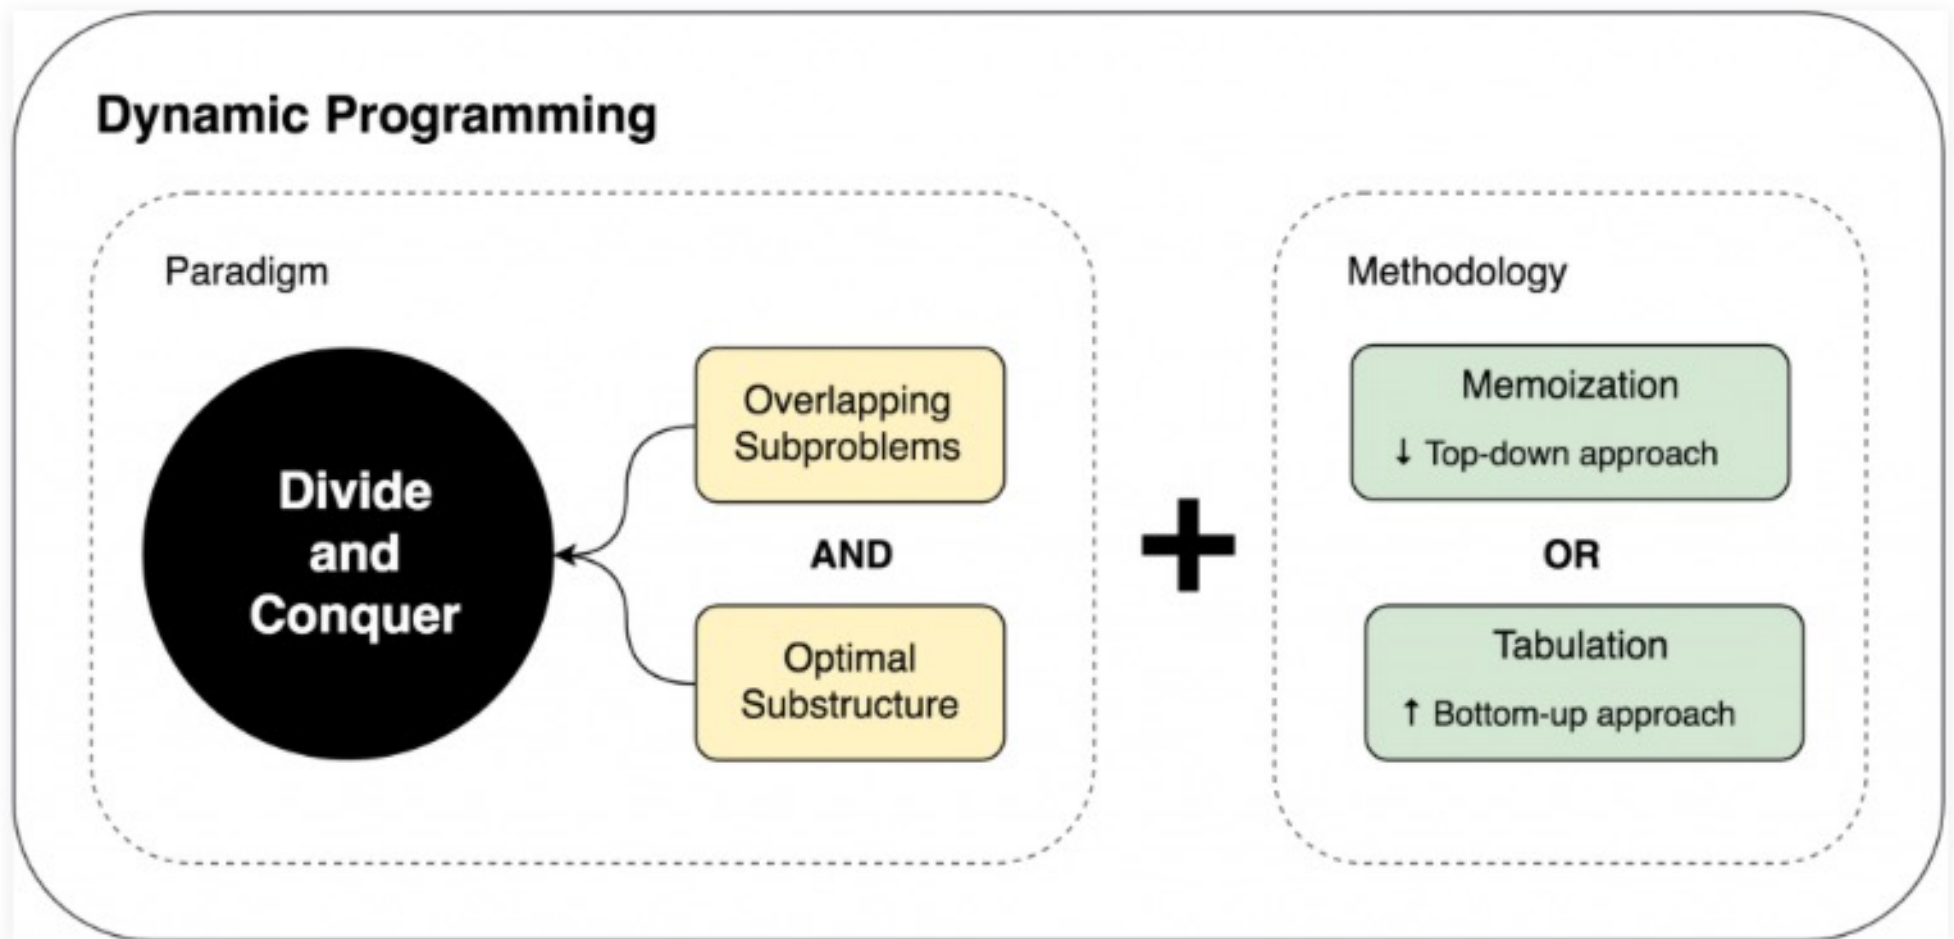 Dynamic Programming
Paradigm
Divide
and
Conquer
Overlapping
Subproblems
AND
Optimal
Substructure
+
Methodology
Memoization
↓ Top-down approach
OR
Tabulation
↑ Bottom-up approach